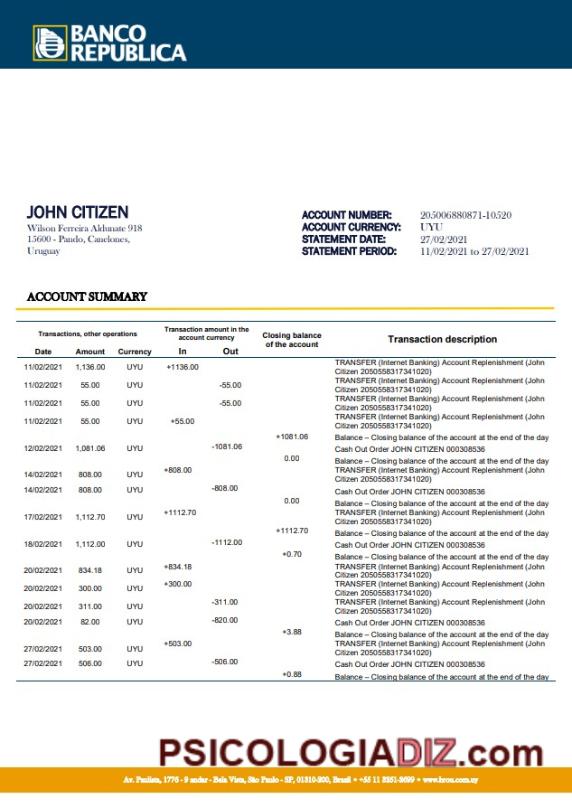 BANCO
REPUBLICA
JOHN CITIZEN
Wilson Ferreira Aldunate 918
15600 - Pando, Canelones,
Uruguay
ACCOUNT NUMBER: 205006880871-10520
ACCOUNT CURRENCY: UYU
STATEMENT DATE: 27/02/2021
STATEMENT PERIOD: 11/02/2021 to 27/02/2021
ACCOUNT SUMMARY
Transactions, other operations
Transaction amount in the
account currency
Closing balance
of the account
Transaction description
Date Amount Currency In Out
11/02/2021 1,136.00 UYU +1136.00 TRANSFER (Internet Banking) Account Replenishment (John
Citizen 2050558317341020)
11/02/2021 55.00 UYU -55.00 TRANSFER (Internet Banking) Account Replenishment (John
Citizen 2050558317341020)
11/02/2021 55.00 UYU -55.00 TRANSFER (Internet Banking) Account Replenishment (John
Citizen 2050558317341020)
11/02/2021 55.00 UYU +55.00 TRANSFER (Internet Banking) Account Replenishment (John
Citizen 2050558317341020)
+1081.06 Balance – Closing balance of the account at the end of the day
12/02/2021 1,081.06 UYU -1081.06 Cash Out Order JOHN CITIZEN 000308536
0.00 Balance – Closing balance of the account at the end of the day
14/02/2021 808.00 UYU +808.00 TRANSFER (Internet Banking) Account Replenishment (John
Citizen 2050558317341020)
14/02/2021 808.00 UYU -808.00 Cash Out Order JOHN CITIZEN 000308536
0.00 Balance – Closing balance of the account at the end of the day
17/02/2021 1,112.70 UYU +1112.70 TRANSFER (Internet Banking) Account Replenishment (John
Citizen 2050558317341020)
+1112.70 Balance – Closing balance of the account at the end of the day
18/02/2021 1,112.00 UYU -1112.00 Cash Out Order JOHN CITIZEN 000308536
+0.70 Balance – Closing balance of the account at the end of the day
20/02/2021 834.18 UYU +834.18 TRANSFER (Internet Banking) Account Replenishment (John
Citizen 2050558317341020)
20/02/2021 300.00 UYU +300.00 TRANSFER (Internet Banking) Account Replenishment (John
Citizen 2050558317341020)
20/02/2021 311.00 UYU -311.00 TRANSFER (Internet Banking) Account Replenishment (John
Citizen 2050558317341020)
20/02/2021 82.00 UYU -820.00 Cash Out Order JOHN CITIZEN 000308536
+3.88 Balance – Closing balance of the account at the end of the day
27/02/2021 503.00 UYU +503.00 TRANSFER (Internet Banking) Account Replenishment (John
Citizen 2050558317341020)
27/02/2021 506.00 UYU -506.00 Cash Out Order JOHN CITIZEN 000308536
+0.88 Balance – Closing balance of the account at the end of the day
PSICOLOGIADIZ.com
Av. Paulista, 1776 - 9 andar - Bela Vista, São Paulo - SP, 01310-200, Brasil • +55 11 3251-3699 • www.brou.com.uy